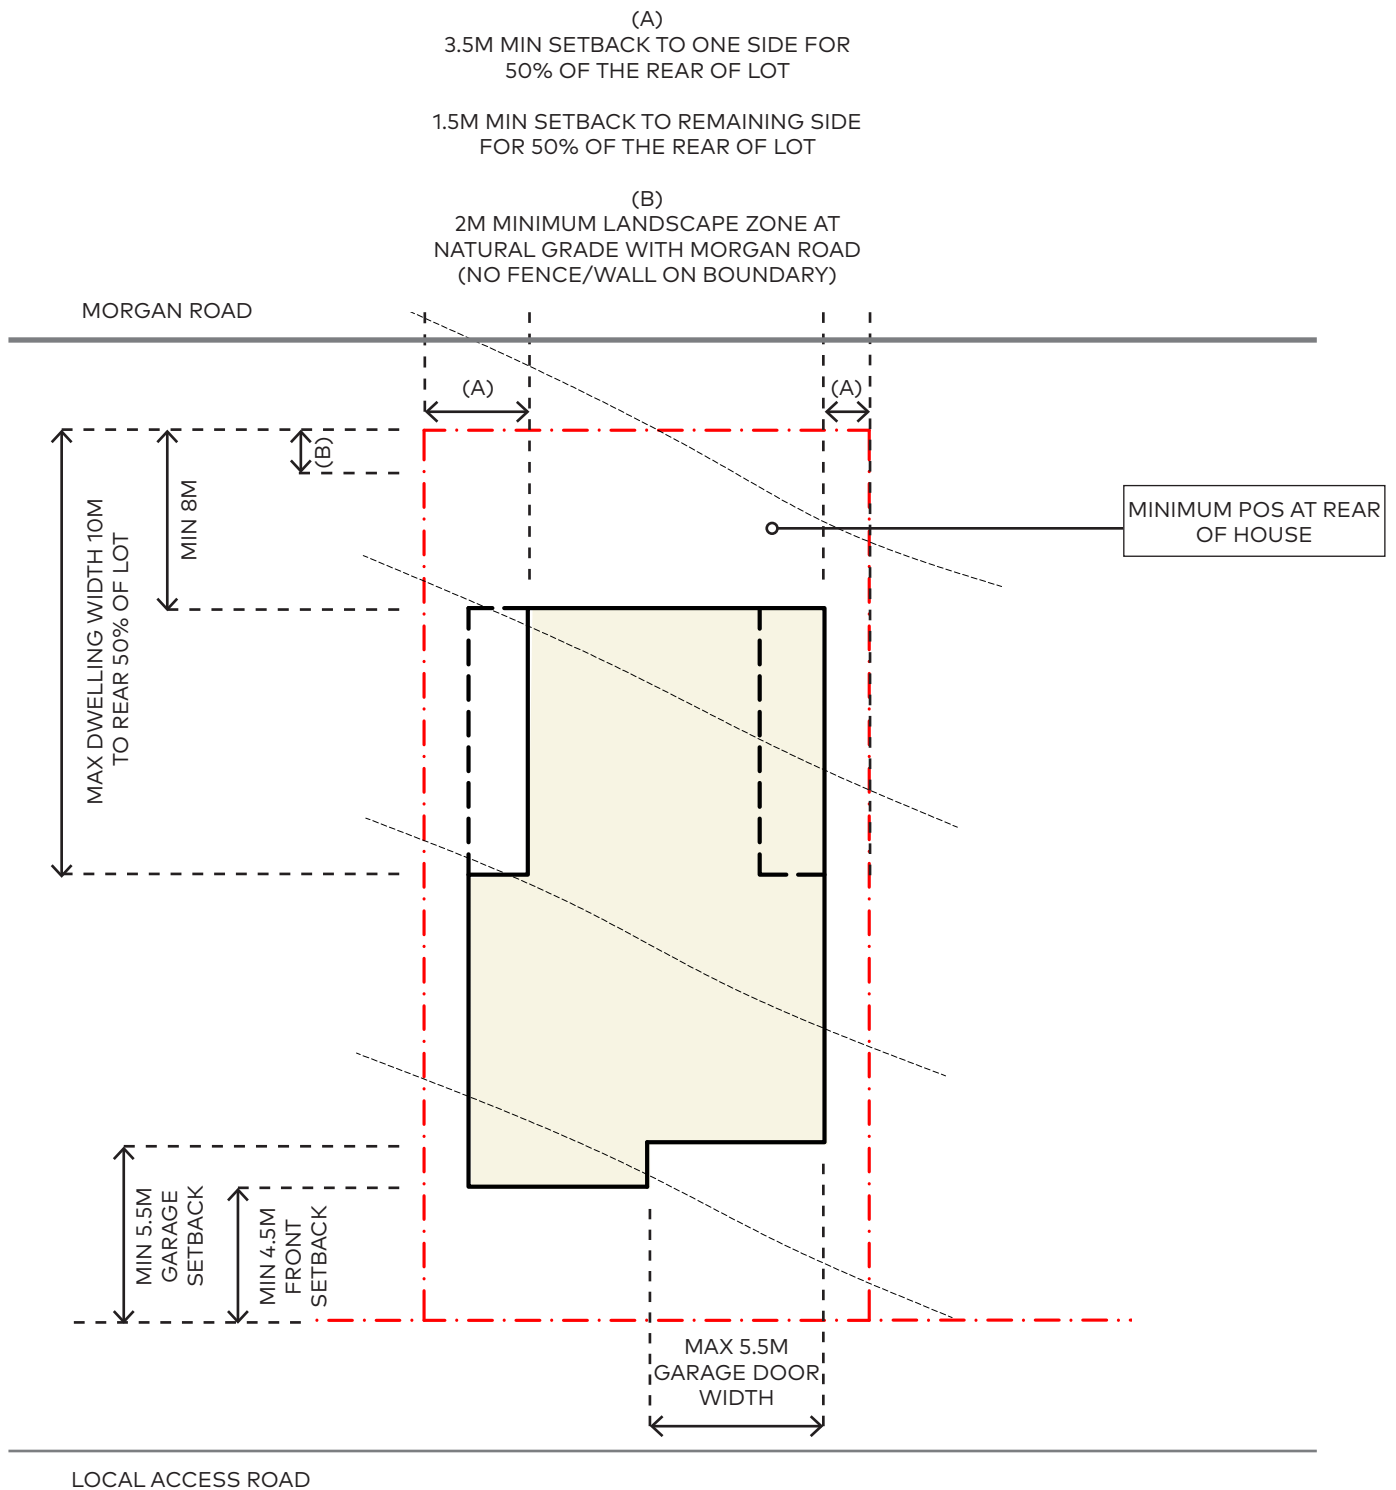 (A)
3.5M MIN SETBACK TO ONE SIDE FOR
50% OF THE REAR OF LOT
1.5M MIN SETBACK TO REMAINING SIDE
FOR 50% OF THE REAR OF LOT
(B)
2M MINIMUM LANDSCAPE ZONE AT
NATURAL GRADE WITH MORGAN ROAD
(NO FENCE/WALL ON BOUNDARY)
MORGAN ROAD
(A)
(A)
(B)
MIN 8M
MAX DWELLING WIDTH 10M
TO REAR 50% OF LOT
MINIMUM POS AT REAR
OF HOUSE
MIN 5.5M
GARAGE
SETBACK
MIN 4.5M
FRONT
SETBACK
MAX 5.5M
GARAGE DOOR
WIDTH
LOCAL ACCESS ROAD